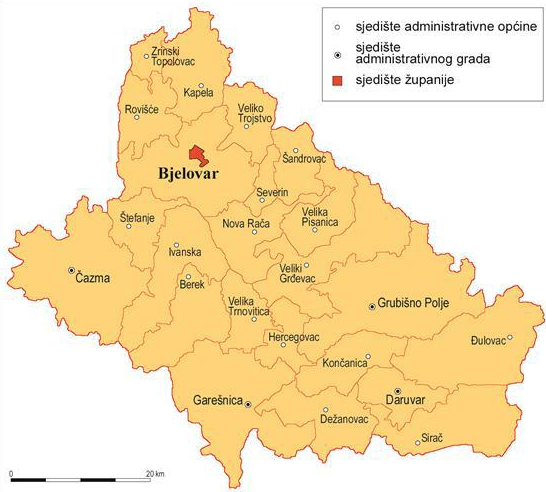 sjedište administrativne općine
sjedište
administrativnog grada
sjedište županije
Zrinski
Topolovac
Kapela
Rovišće
Veliko
Trojstvo
Šandrovac
Bjelovar
Severin
Štefanje
Nova Rača
Velika
Pisanica
Ivanska
Čazma
Berek
Veliki
Grđevac
Velika
Trnovitica
Grubišno Polje
Hercegovac
Đulovac
Končanica
Garešnica
Daruvar
Dežanovac
Sirač
0 20 km